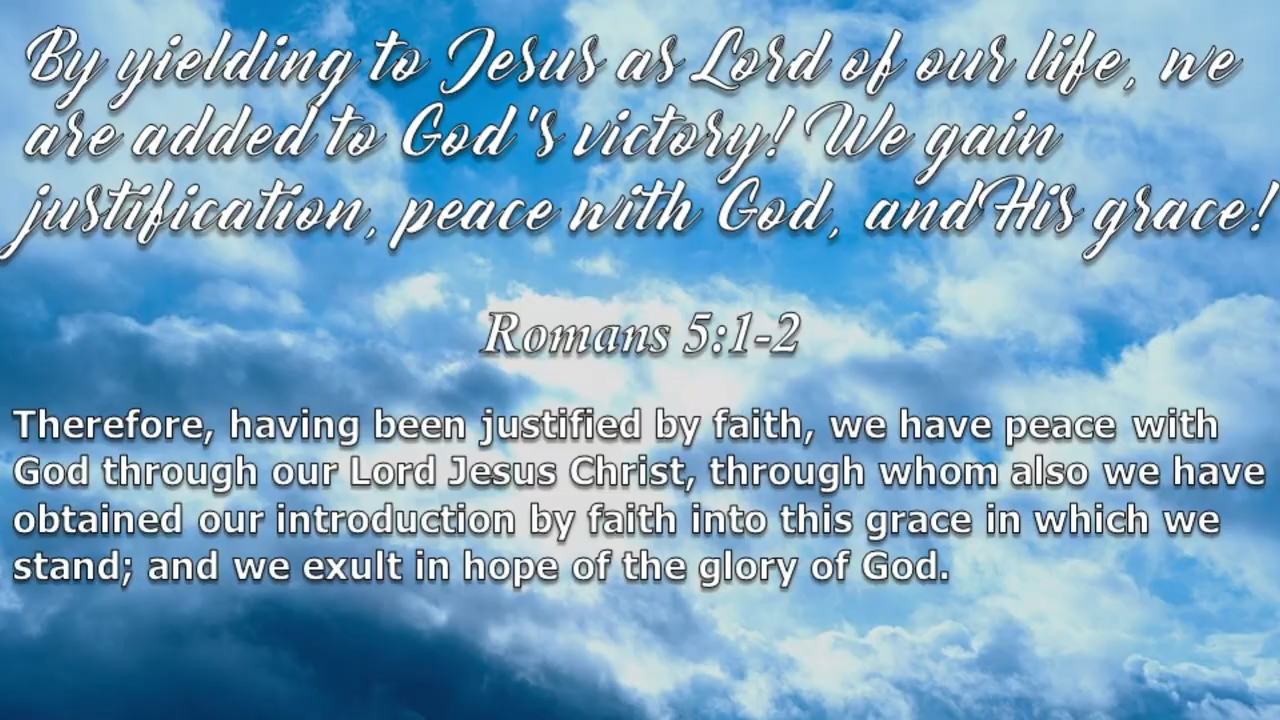 By yielding to Jesus as Lord of our life, we
are added to God's victory! We gain
justification, peace with God, and His grace!
Romans 5:1-2
Therefore, having been justified by faith, we have peace with
God through our Lord Jesus Christ, through whom also we have
obtained our introduction by faith into this grace in which we
stand; and we exult in hope of the glory of God.